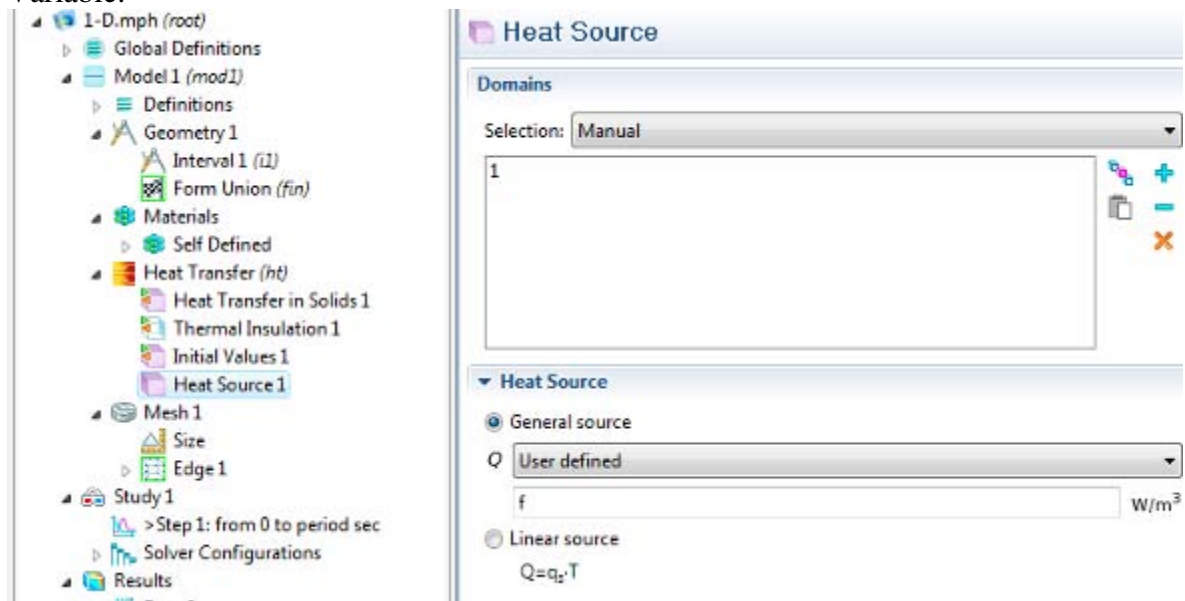 variable.
1-D.mph (root)
Global Definitions
Model 1 (mod1)
Definitions
Geometry 1
Interval 1 (i1)
Form Union (fin)
Materials
Self Defined
Heat Transfer (ht)
Heat Transfer in Solids 1
Thermal Insulation 1
Initial Values 1
Heat Source 1
Mesh 1
Size
Edge 1
Study 1
>Step 1: from 0 to period sec
Solver Configurations
Results
Heat Source
Domains
Selection: Manual
1
Heat Source
General source
Q User defined
f W/m³
Linear source
Q=qₛ·T